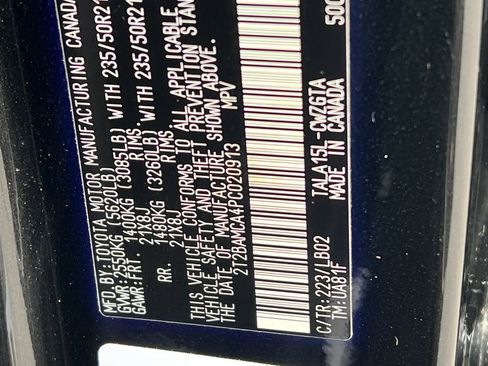 MFD. BY: TOYOTA MOTOR MANUFACTURING CANADA
GVWR: 2550KG (5620LB)
GAWR: FRT. 1400KG (3085LB) WITH 235/50R21
21X8J RIMS,
RR. 1480KG (3260LB) WITH 235/50R21
21X8J RIMS,
THIS VEHICLE CONFORMS TO ALL APPLICABLE
VEHICLE SAFETY AND THEFT PREVENTION STAN
THE DATE OF MANUFACTURE SHOWN ABOVE.
2T2BAMCA4PC020913 MPV
500
C/TR: 223/LB02 TALA15L-CWZGTA
TM: UA81F MADE IN CANADA